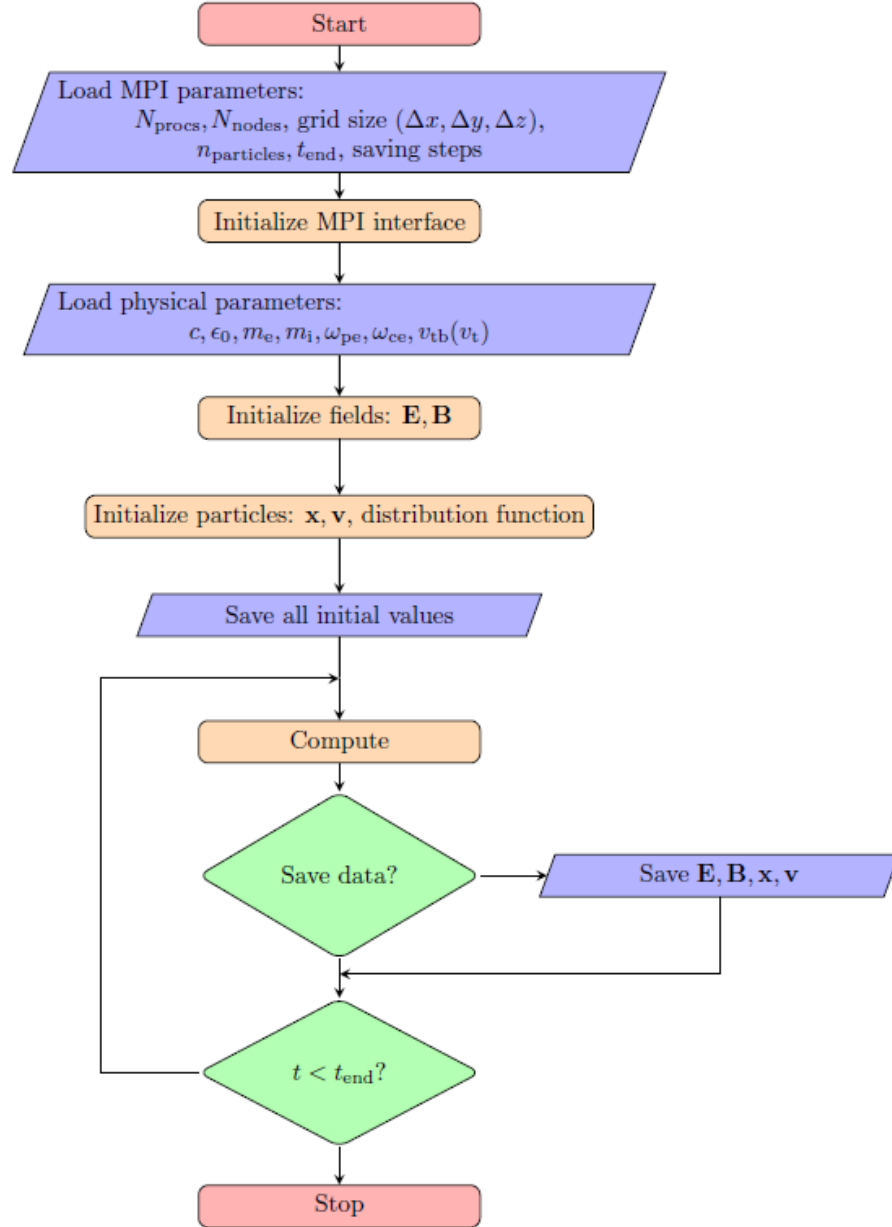 Start
Load MPI parameters:
N_procs, N_nodes, grid size (Δx, Δy, Δz),
n_particles, t_end, saving steps
Initialize MPI interface
Load physical parameters:
c, ϵ_0, m_e, m_i, ω_pe, ω_ce, v_tb(v_t)
Initialize fields: E, B
Initialize particles: x, v, distribution function
Save all initial values
Compute
Save data?
Save E, B, x, v
t < t_end?
Stop